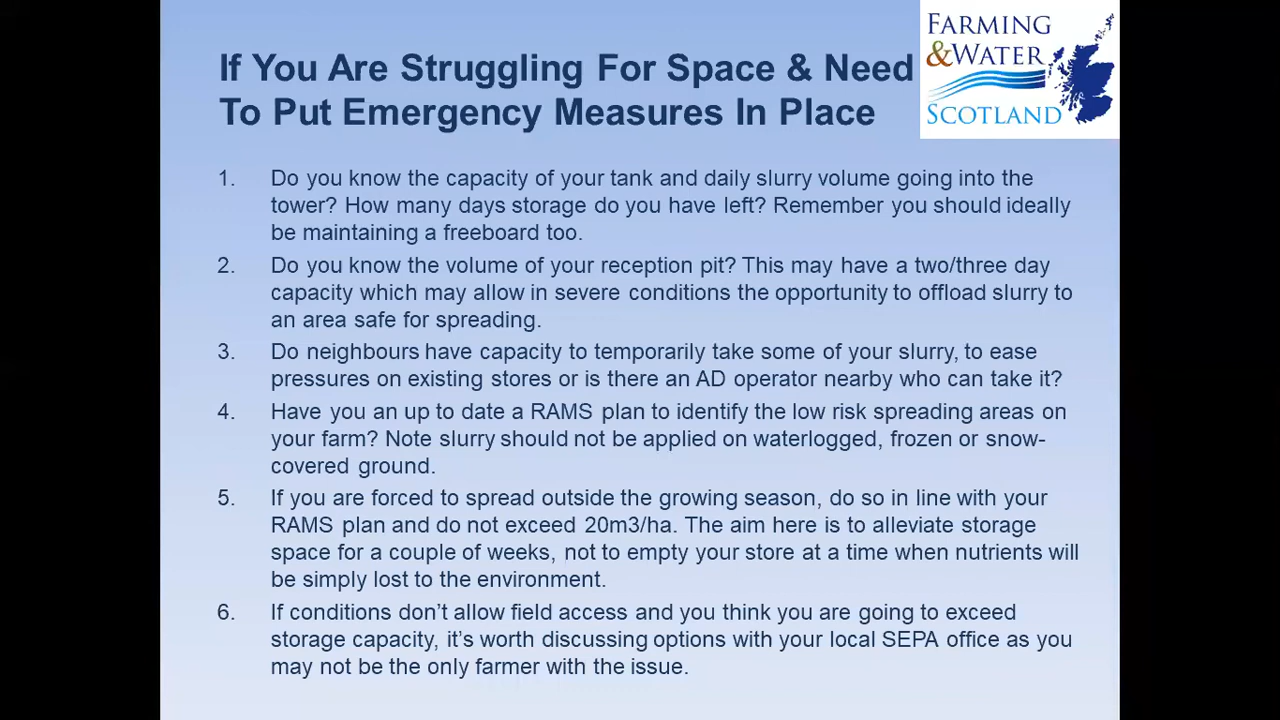 If You Are Struggling For Space & Need
To Put Emergency Measures In Place
FARMING
&WATER
SCOTLAND
1. Do you know the capacity of your tank and daily slurry volume going into the
tower? How many days storage do you have left? Remember you should ideally
be maintaining a freeboard too.
2. Do you know the volume of your reception pit? This may have a two/three day
capacity which may allow in severe conditions the opportunity to offload slurry to
an area safe for spreading.
3. Do neighbours have capacity to temporarily take some of your slurry, to ease
pressures on existing stores or is there an AD operator nearby who can take it?
4. Have you an up to date a RAMS plan to identify the low risk spreading areas on
your farm? Note slurry should not be applied on waterlogged, frozen or snow-
covered ground.
5. If you are forced to spread outside the growing season, do so in line with your
RAMS plan and do not exceed 20m3/ha. The aim here is to alleviate storage
space for a couple of weeks, not to empty your store at a time when nutrients will
be simply lost to the environment.
6. If conditions don’t allow field access and you think you are going to exceed
storage capacity, it’s worth discussing options with your local SEPA office as you
may not be the only farmer with the issue.